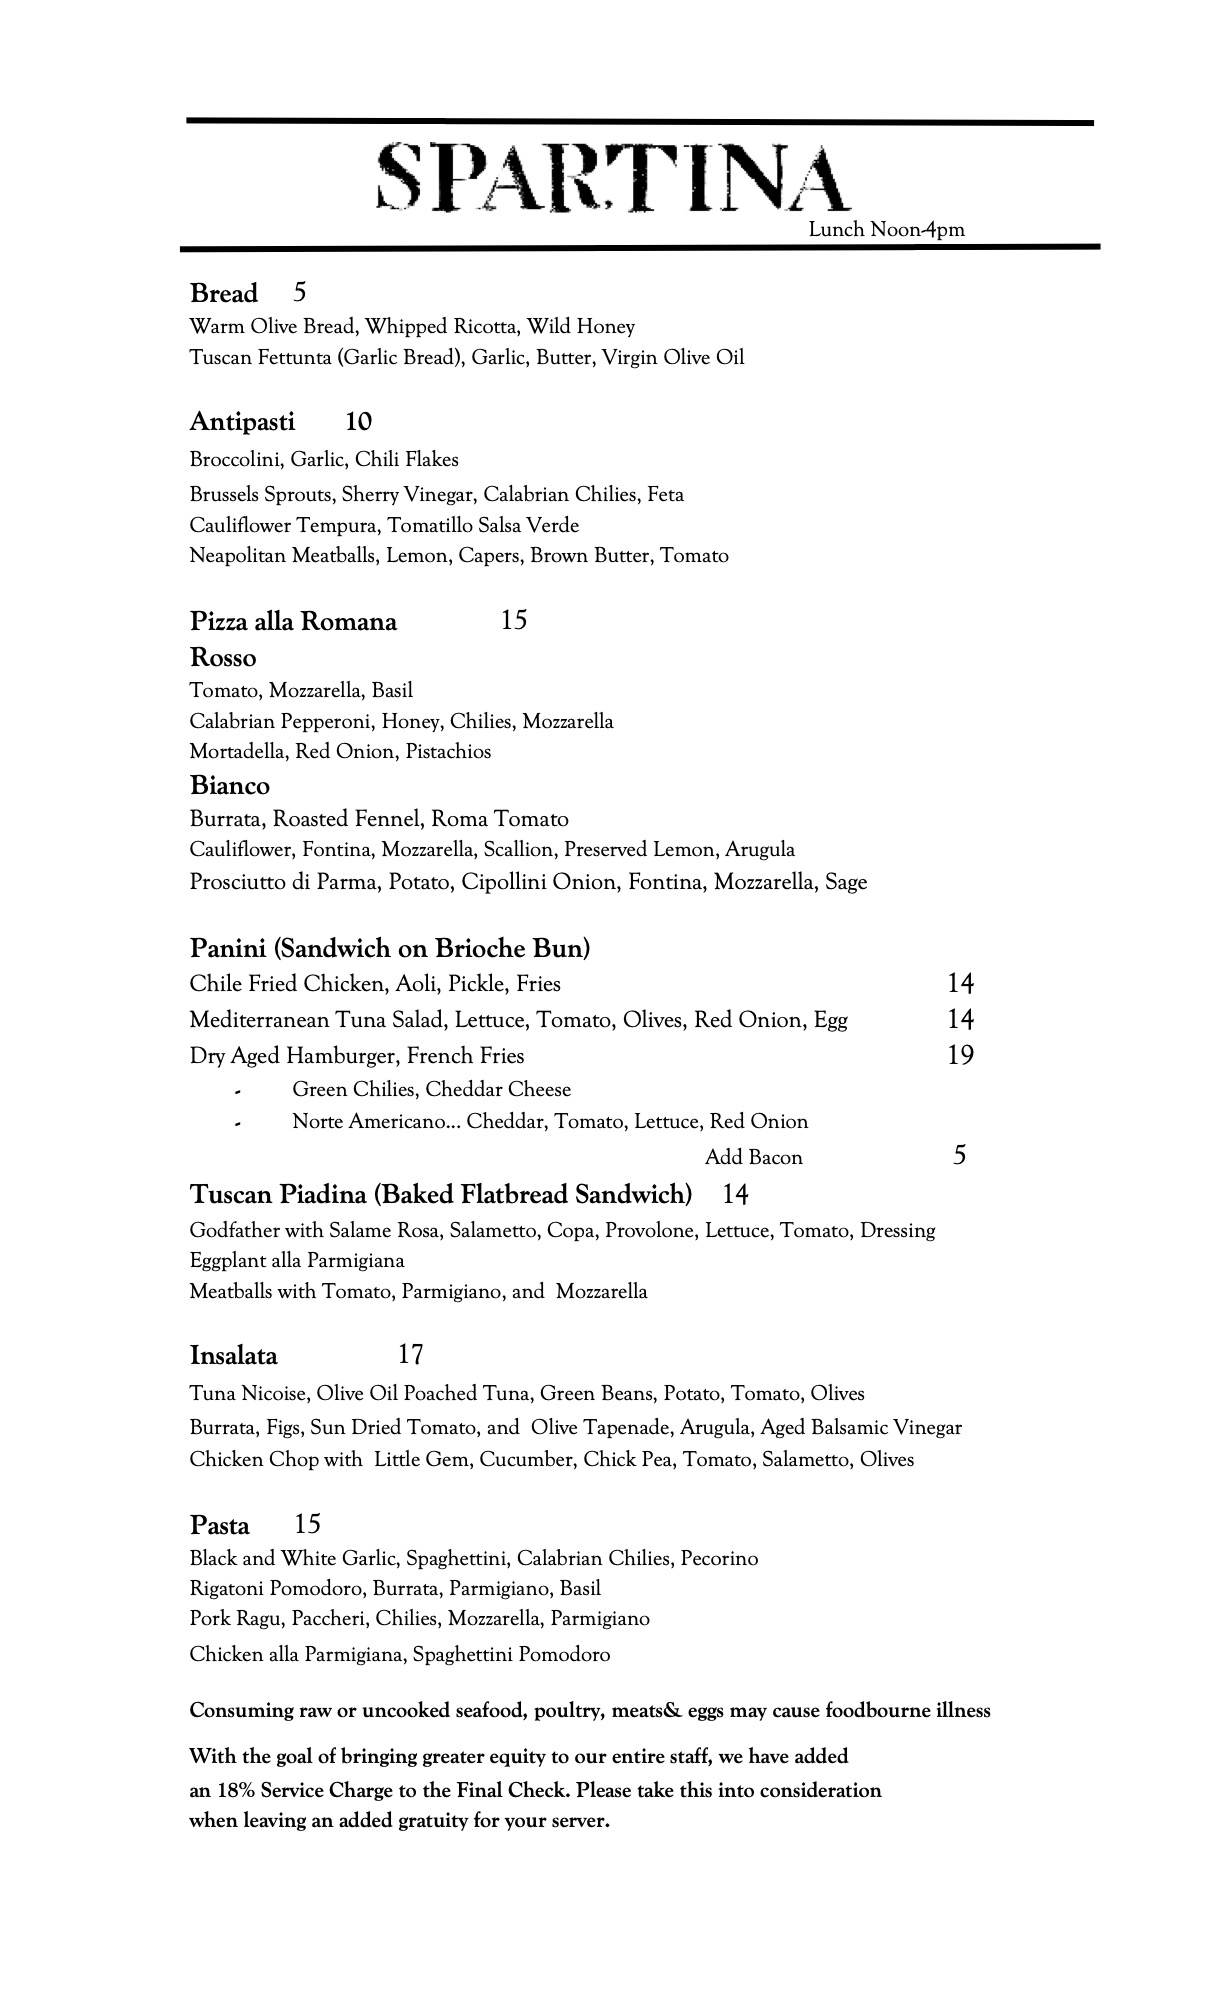 SPARTINA
Lunch Noon-4pm
Bread 5
Warm Olive Bread, Whipped Ricotta, Wild Honey
Tuscan Fettunta (Garlic Bread), Garlic, Butter, Virgin Olive Oil
Antipasti 10
Broccolini, Garlic, Chili Flakes
Brussels Sprouts, Sherry Vinegar, Calabrian Chilies, Feta
Cauliflower Tempura, Tomatillo Salsa Verde
Neapolitan Meatballs, Lemon, Capers, Brown Butter, Tomato
Pizza alla Romana 15
Rosso
Tomato, Mozzarella, Basil
Calabrian Pepperoni, Honey, Chilies, Mozzarella
Mortadella, Red Onion, Pistachios
Bianco
Burrata, Roasted Fennel, Roma Tomato
Cauliflower, Fontina, Mozzarella, Scallion, Preserved Lemon, Arugula
Prosciutto di Parma, Potato, Cipollini Onion, Fontina, Mozzarella, Sage
Panini (Sandwich on Brioche Bun)
Chile Fried Chicken, Aoli, Pickle, Fries 14
Mediterranean Tuna Salad, Lettuce, Tomato, Olives, Red Onion, Egg 14
Dry Aged Hamburger, French Fries 19
- Green Chilies, Cheddar Cheese
- Norte Americano... Cheddar, Tomato, Lettuce, Red Onion
Add Bacon 5
Tuscan Piadina (Baked Flatbread Sandwich) 14
Godfather with Salame Rosa, Salametto, Copa, Provolone, Lettuce, Tomato, Dressing
Eggplant alla Parmigiana
Meatballs with Tomato, Parmigiano, and Mozzarella
Insalata 17
Tuna Nicoise, Olive Oil Poached Tuna, Green Beans, Potato, Tomato, Olives
Burrata, Figs, Sun Dried Tomato, and Olive Tapenade, Arugula, Aged Balsamic Vinegar
Chicken Chop with Little Gem, Cucumber, Chick Pea, Tomato, Salametto, Olives
Pasta 15
Black and White Garlic, Spaghettini, Calabrian Chilies, Pecorino
Rigatoni Pomodoro, Burrata, Parmigiano, Basil
Pork Ragu, Paccheri, Chilies, Mozzarella, Parmigiano
Chicken alla Parmigiana, Spaghettini Pomodoro
Consuming raw or uncooked seafood, poultry, meats& eggs may cause foodbourne illness
With the goal of bringing greater equity to our entire staff, we have added
an 18% Service Charge to the Final Check. Please take this into consideration
when leaving an added gratuity for your server.